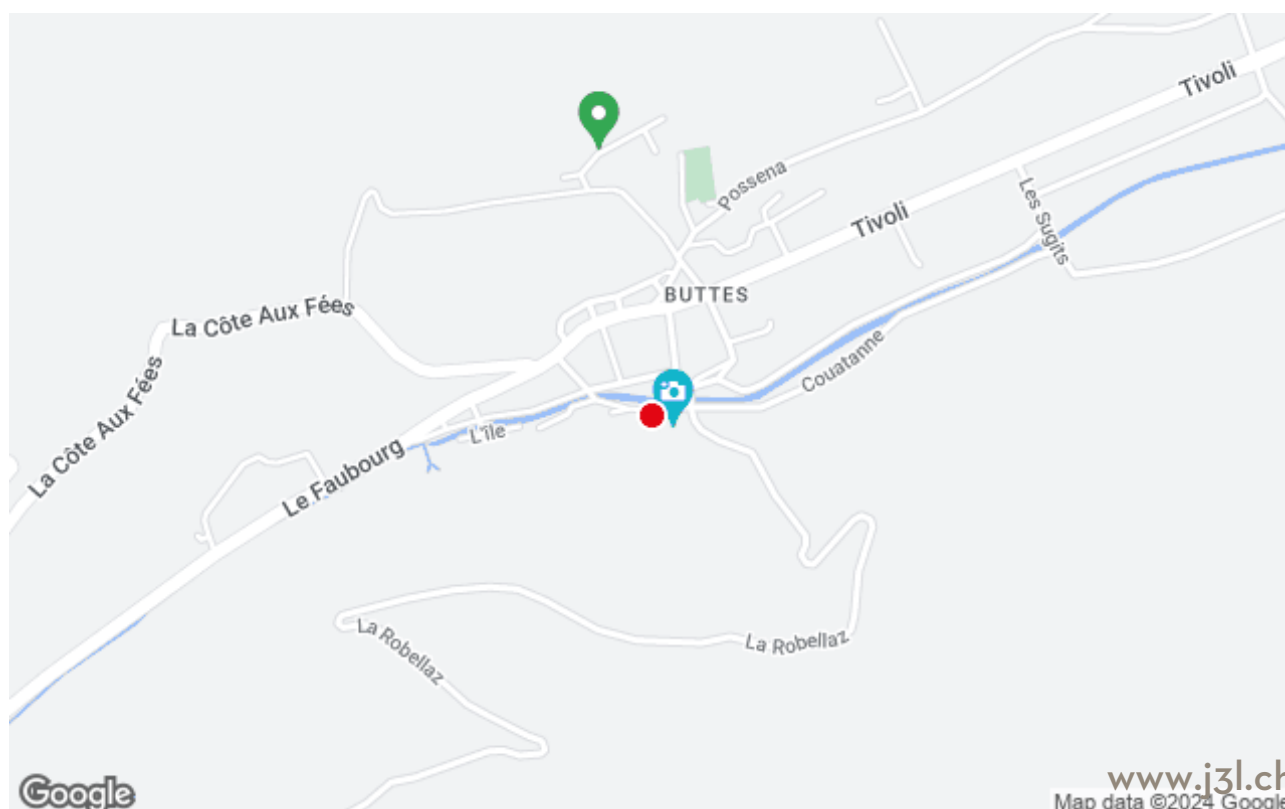 Tivoli
Possena
Tivoli
Les Sugits
BUTTES
La Côte Aux Fées
Couatanne
La Côte Aux Fées
L'île
Le Faubourg
La Robellaz
La Robellaz
Google
www.j3l.ch
Map data ©2024 Google